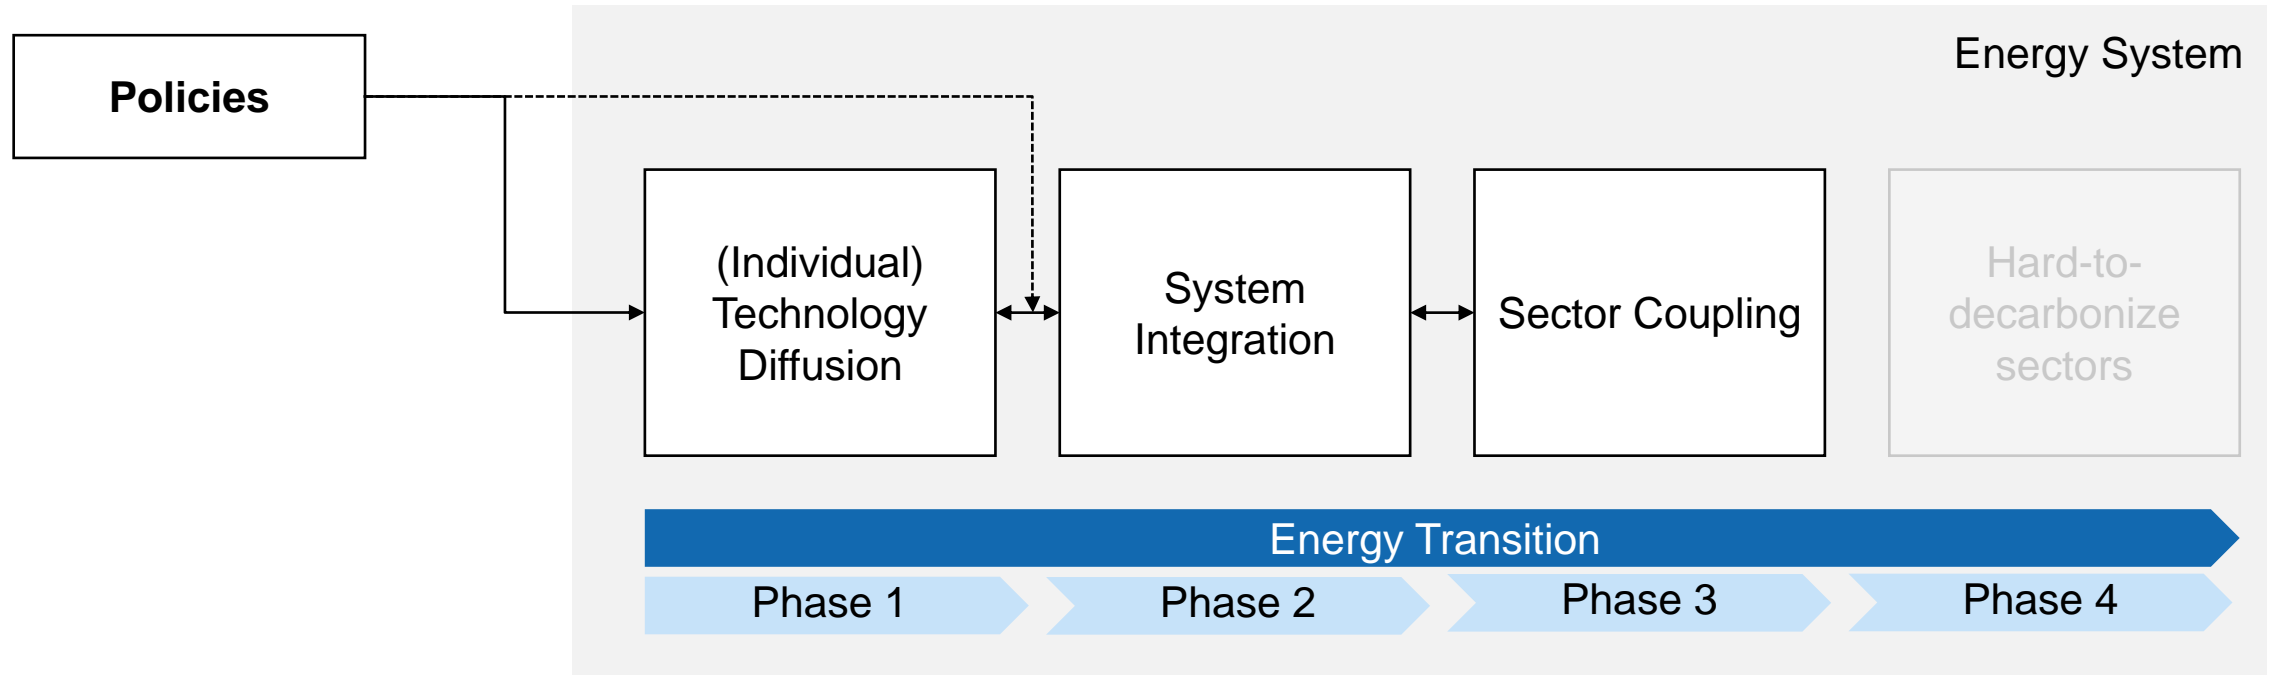 Policies
Energy System
(Individual)
Technology
Diffusion
System
Integration
Sector Coupling
Hard-to-
decarbonize
sectors
Energy Transition
Phase 1
Phase 2
Phase 3
Phase 4